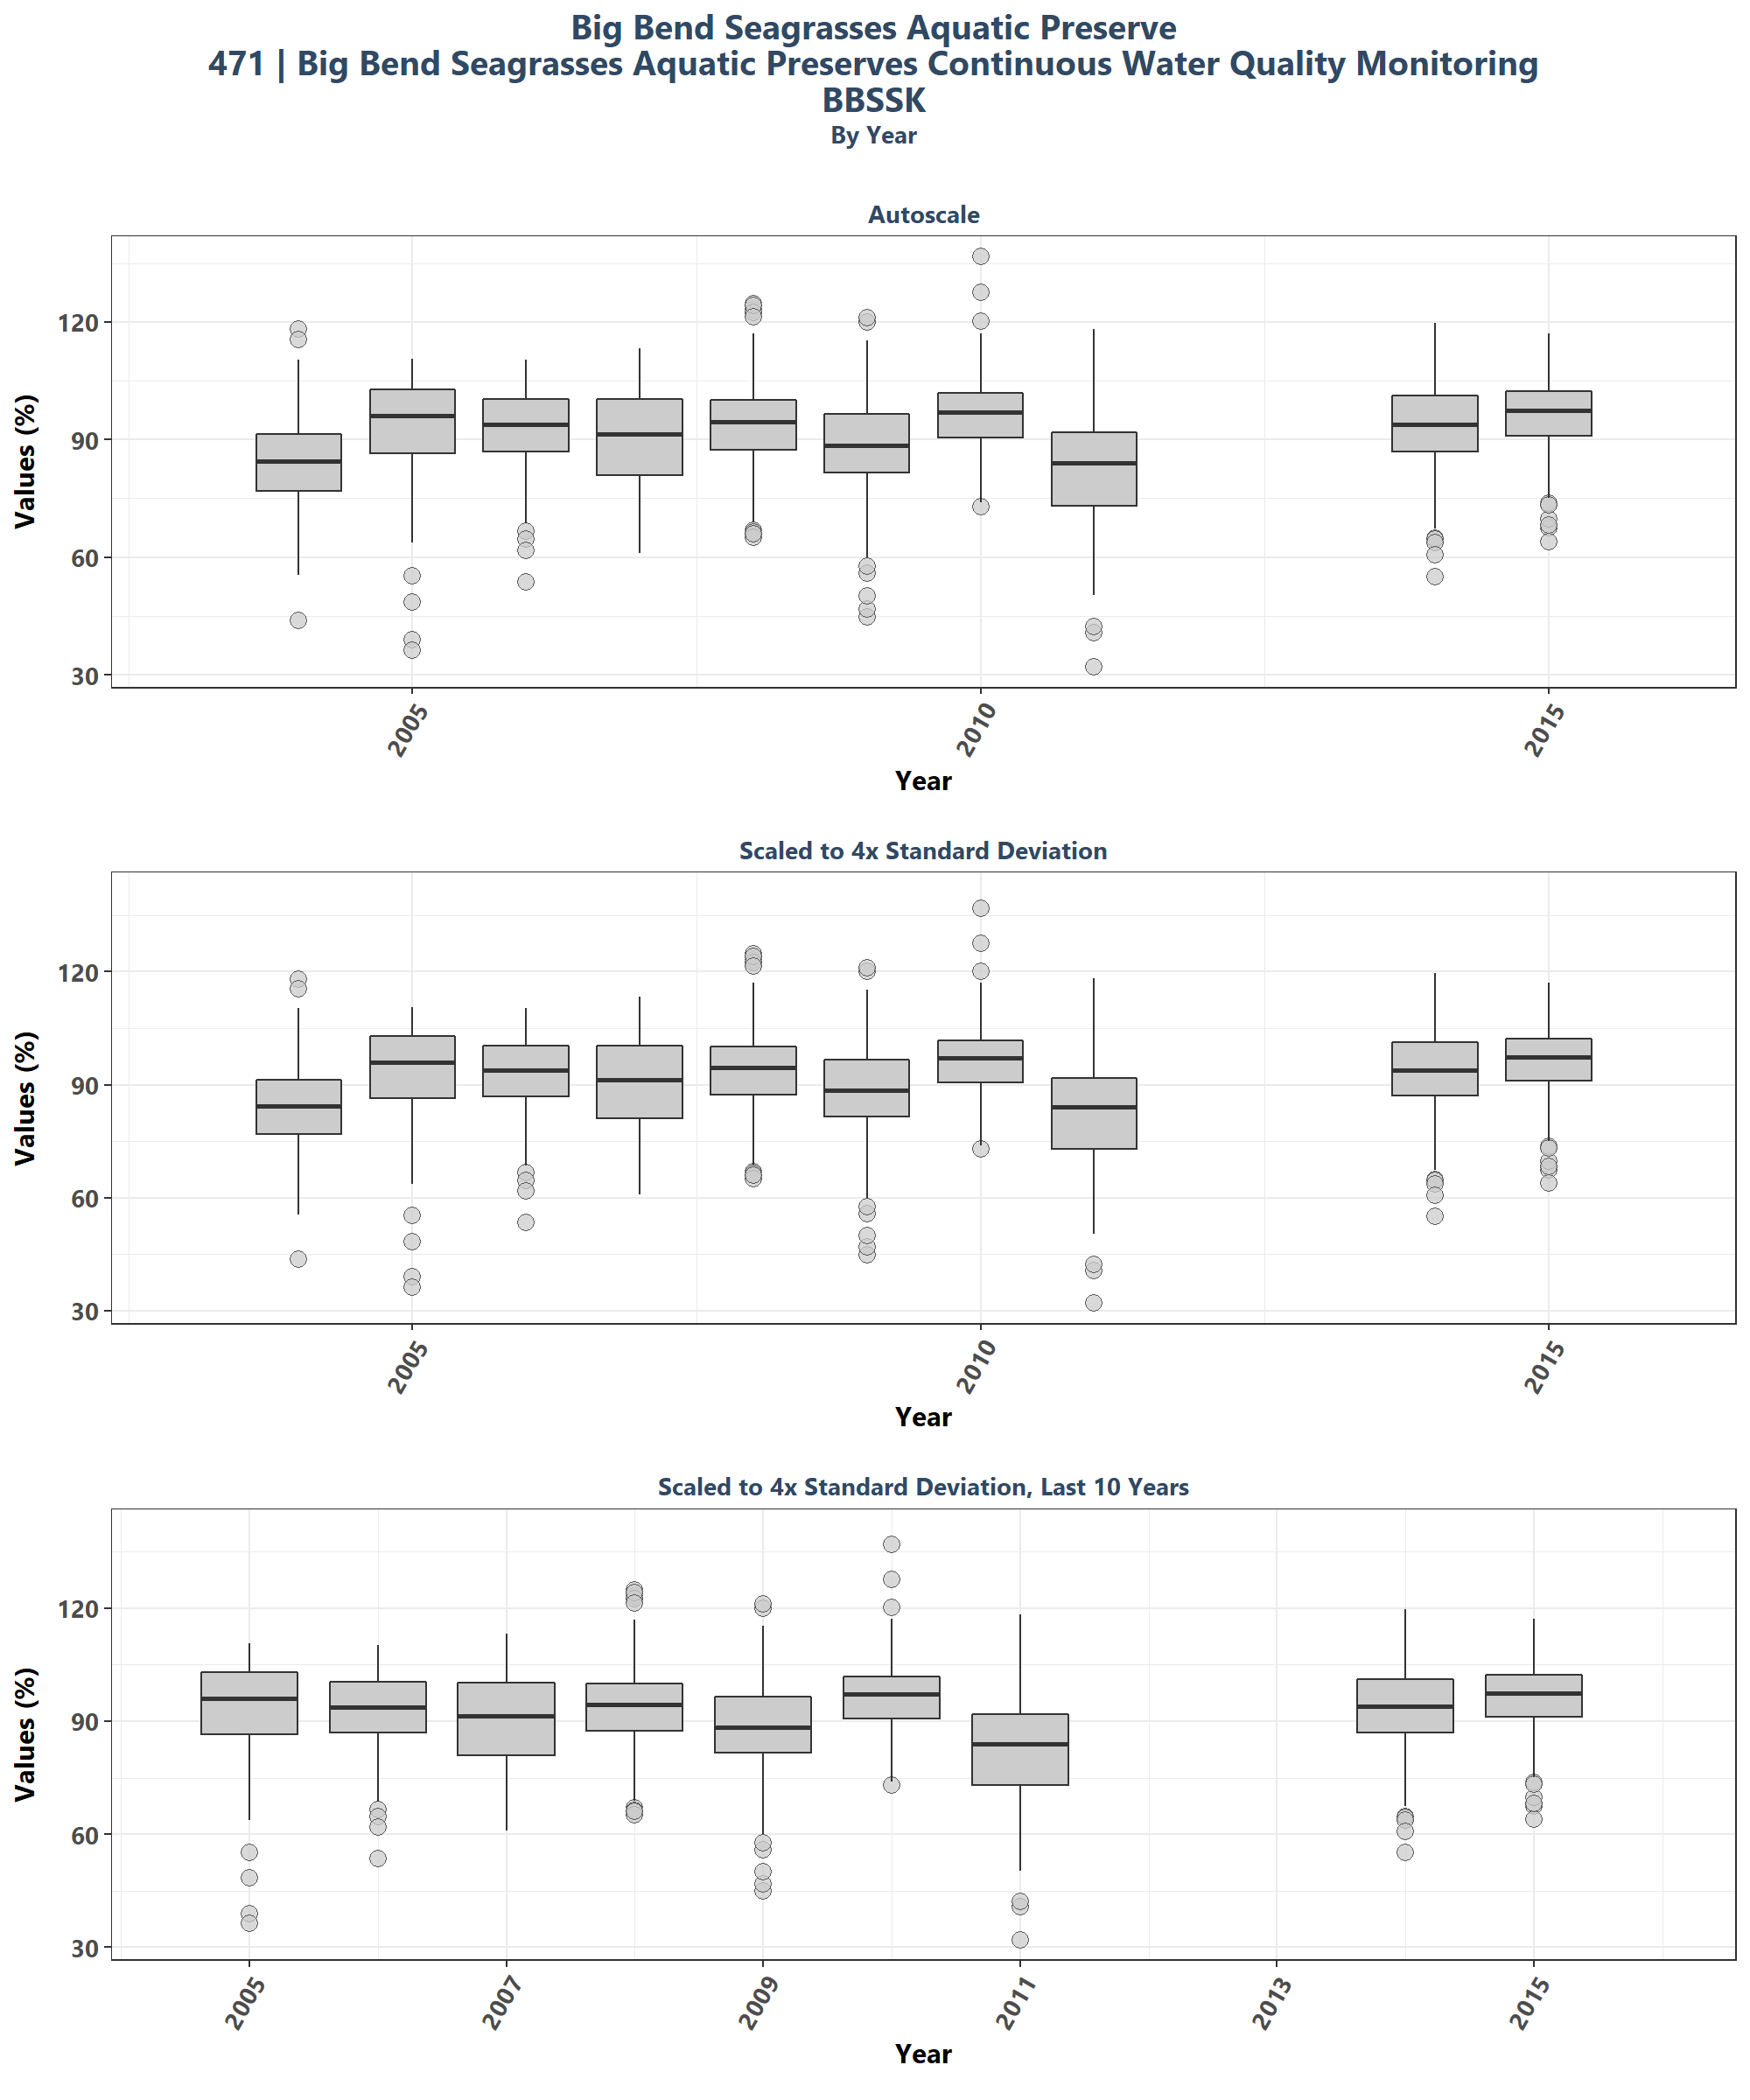 Big Bend Seagrasses Aquatic Preserve
471 | Big Bend Seagrasses Aquatic Preserves Continuous Water Quality Monitoring
BBSSK
By Year
Autoscale
Values (%)
120
90
60
30
2005
2010
2015
Year
Scaled to 4x Standard Deviation
Values (%)
120
90
60
30
2005
2010
2015
Year
Scaled to 4x Standard Deviation, Last 10 Years
Values (%)
120
90
60
30
2005
2007
2009
2011
2013
2015
Year